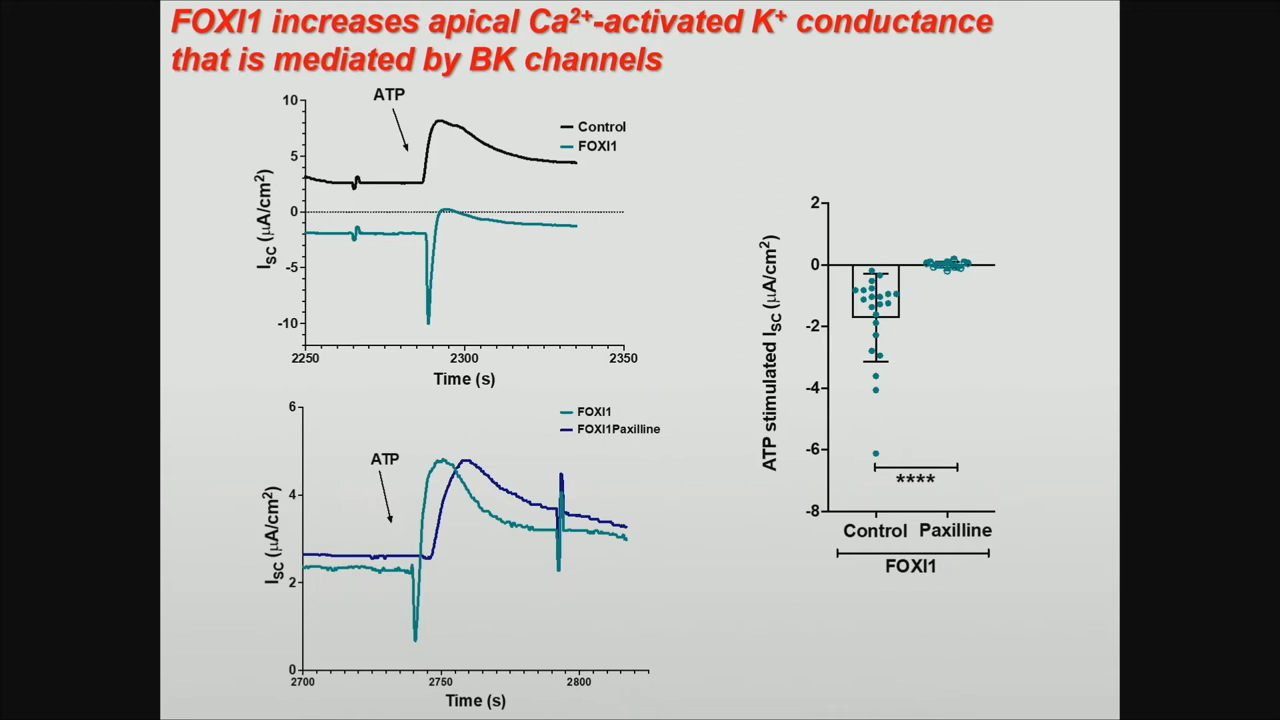 FOXI1 increases apical Ca²⁺-activated K⁺ conductance
that is mediated by BK channels
ATP
10
5
0
-5
-10
I_SC (µA/cm²)
2250
2300
2350
Time (s)
Control
FOXI1
6
4
2
0
I_SC (µA/cm²)
ATP
FOXI1
FOXI1Paxilline
2700
2750
2800
Time (s)
2
0
-2
-4
-6
-8
ATP stimulated I_SC (µA/cm²)
****
Control Paxilline
FOXI1